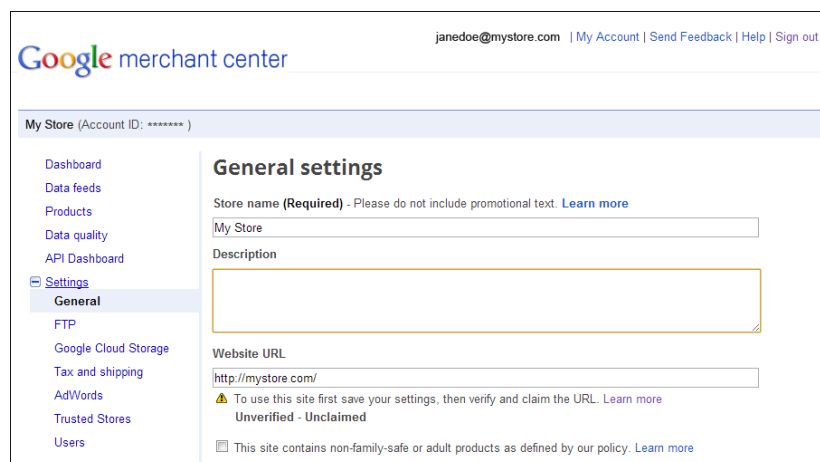 janedoe@mystore.com | My Account | Send Feedback | Help | Sign out
Google merchant center
My Store (Account ID: ******* )
Dashboard
Data feeds
Products
Data quality
API Dashboard
Settings
General
FTP
Google Cloud Storage
Tax and shipping
AdWords
Trusted Stores
Users
General settings
Store name (Required) - Please do not include promotional text. Learn more
My Store
Description
Website URL
http://mystore.com/
To use this site first save your settings, then verify and claim the URL. Learn more
Unverified - Unclaimed
This site contains non-family-safe or adult products as defined by our policy. Learn more